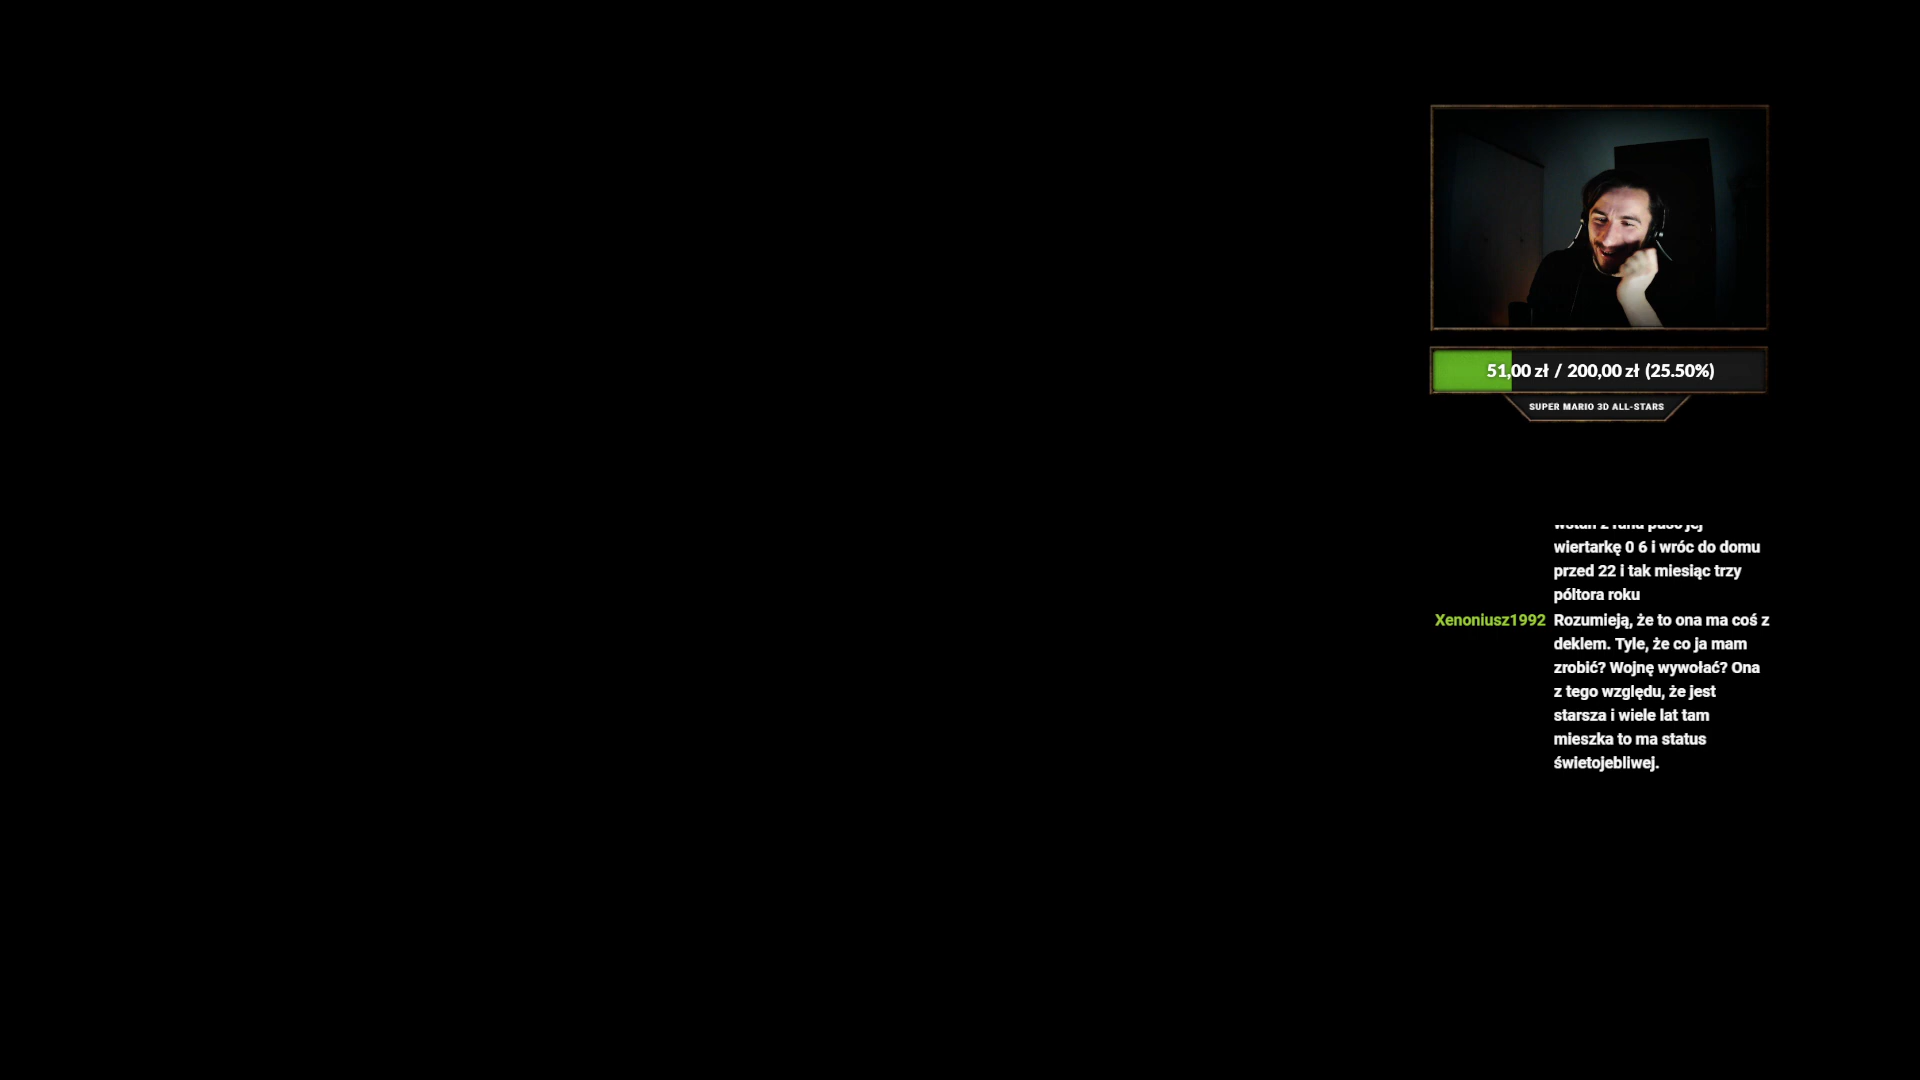 51,00 zł / 200,00 zł (25.50%)
SUPER MARIO 3D ALL-STARS
wiertarkę 0 6 i wróc do domu
przed 22 i tak miesiąc trzy
póltora roku
Xenoniusz1992 Rozumieją, że to ona ma coś z
deklem. Tyle, że co ja mam
zrobić? Wojnę wywołać? Ona
z tego względu, że jest
starsza i wiele lat tam
mieszka to ma status
świetojebliwej.